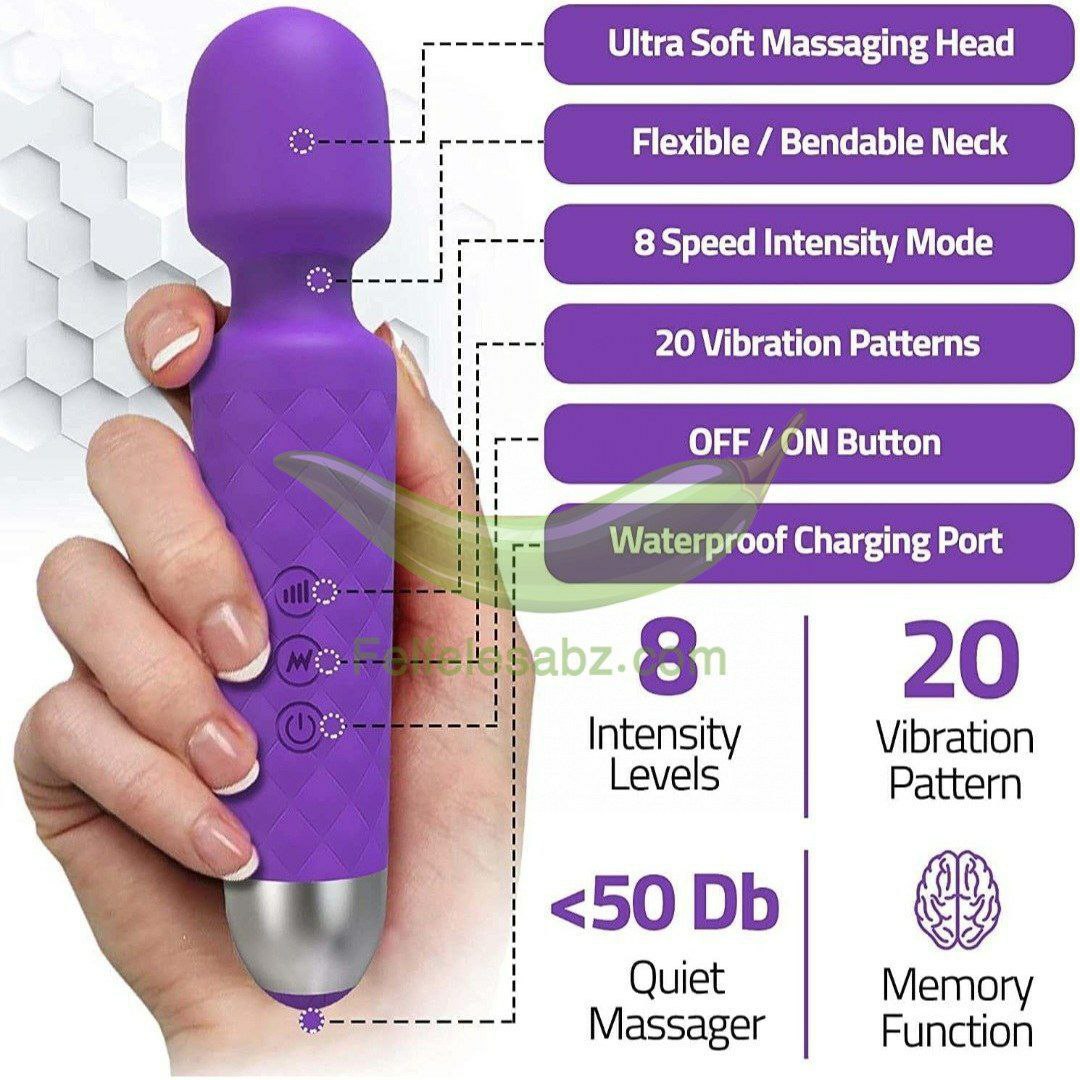 Ultra Soft Massaging Head
Flexible / Bendable Neck
8 Speed Intensity Mode
20 Vibration Patterns
OFF / ON Button
Waterproof Charging Port
Felfelesabz.com
8
Intensity
Levels
20
Vibration
Pattern
<50 Db
Quiet
Massager
Memory
Function